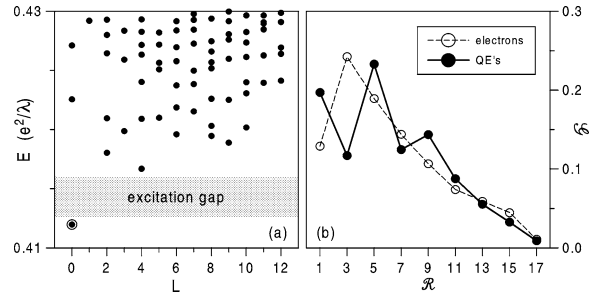 0.43
0.41
E (e²/λ)
excitation gap
(a)
0 2 4 6 8 10 12
L
electrons
QE's
(b)
1 3 5 7 9 11 13 15 17
ℛ
0.3
0.2
0.1
0.0
𝒢